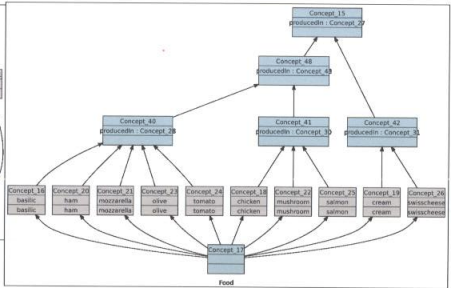 Concept_15
producedIn : Concept_27
Concept_48
producedIn : Concept_43
Concept_40
producedIn : Concept_28
Concept_41
producedIn : Concept_30
Concept_42
producedIn : Concept_31
Concept_16
basilic
basilic
Concept_20
ham
ham
Concept_21
mozzarella
mozzarella
Concept_23
olive
olive
Concept_24
tomato
tomato
Concept_18
chicken
chicken
Concept_22
mushroom
mushroom
Concept_25
salmon
salmon
Concept_19
cream
cream
Concept_26
swisscheese
swisscheese
Concept_17
Food